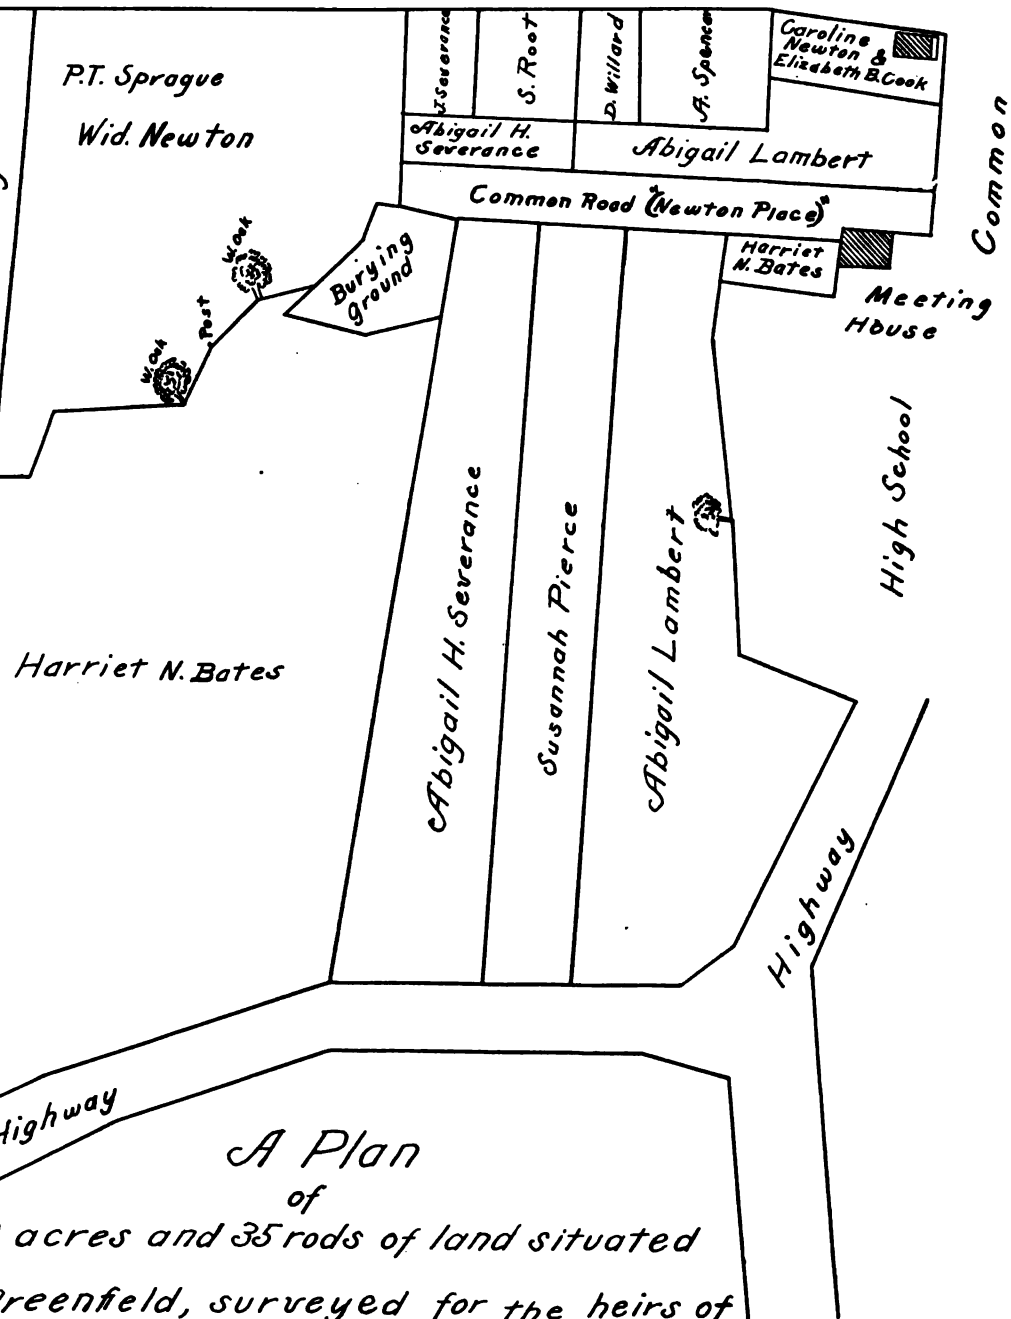 P.T. Sprague
Wid. Newton
J. Severance
S. Root
D. Willard
A. Spencer
Caroline
Newton &
Elizabeth B. Cook
Abigail H.
Severance
Abigail Lambert
Common Road ("Newton Place")
Common
Burying
Ground
W. Oak
Post
W. Oak
Harriet
N. Bates
Meeting
House
High School
Harriet N. Bates
Abigail H. Severance
Susannah Pierce
Abigail Lambert
Highway
Highway
A Plan
of
acres and 35 rods of land situated
Greenfield, surveyed for the heirs of